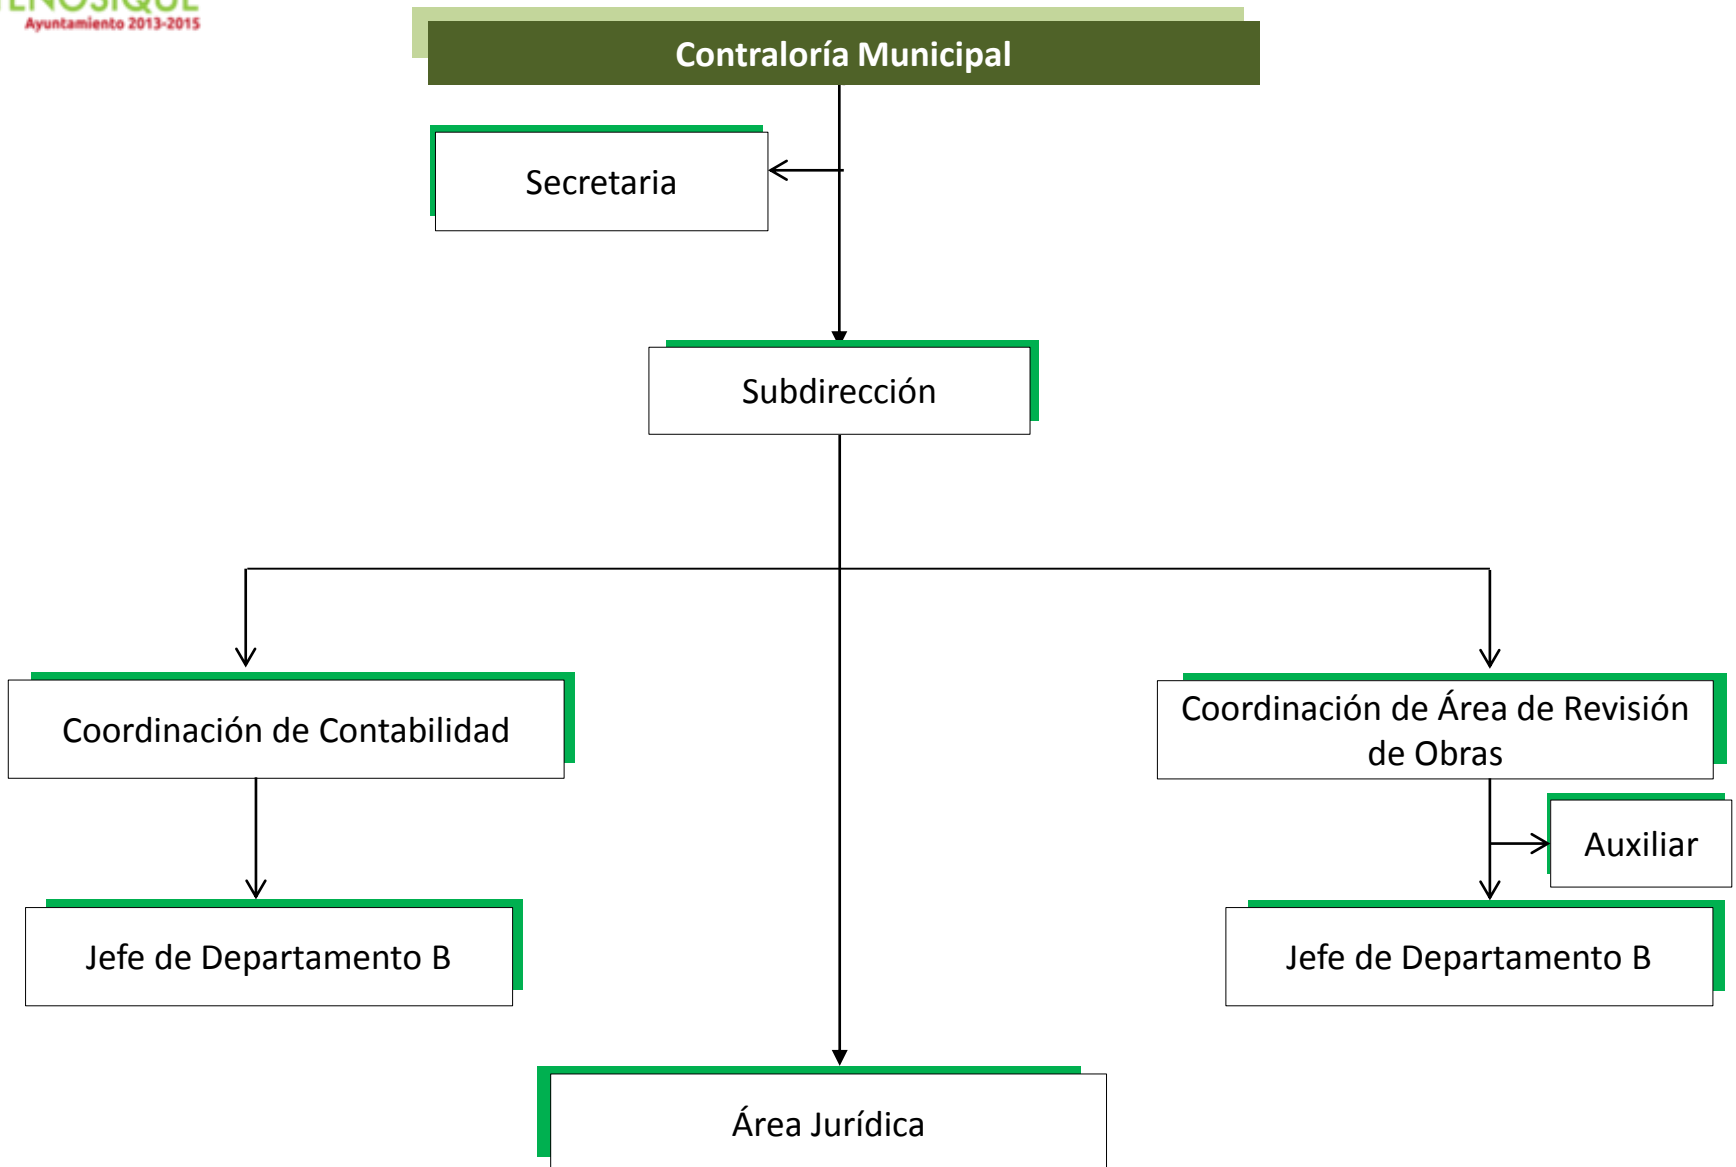 TENOSIQUE
Ayuntamiento 2013-2015
Contraloría Municipal
Secretaria
Subdirección
Coordinación de Contabilidad
Coordinación de Área de Revisión
de Obras
Auxiliar
Jefe de Departamento B
Jefe de Departamento B
Área Jurídica